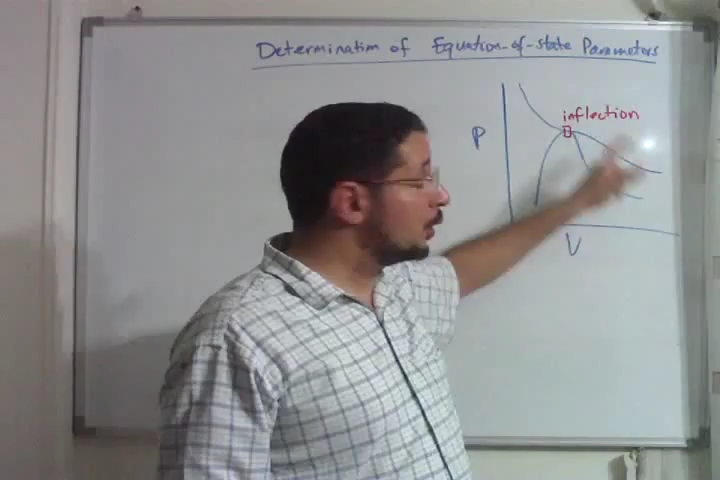 Determination of Equation-of-state Parameters
inflection
P
V